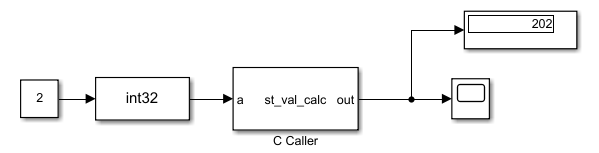 202
2
int32
a st_val_calc out
C Caller